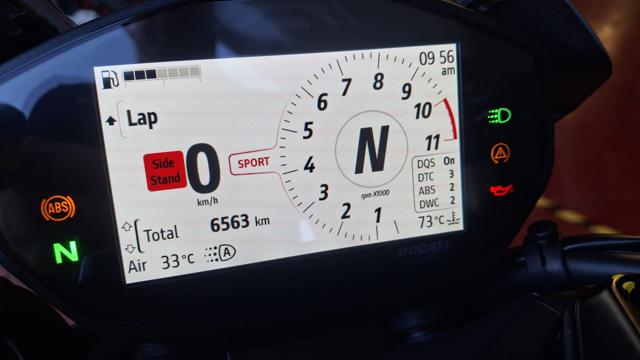 09 56
am
Lap
Side
Stand
0
km/h
SPORT
1
2
3
4
5
6
7
8
9
10
11
N
rpm X1000
DQS On
DTC 3
ABS 2
DWC 2
73 °C
Total 6563 km
Air 33 °C
A
ABS
N
DUCATI